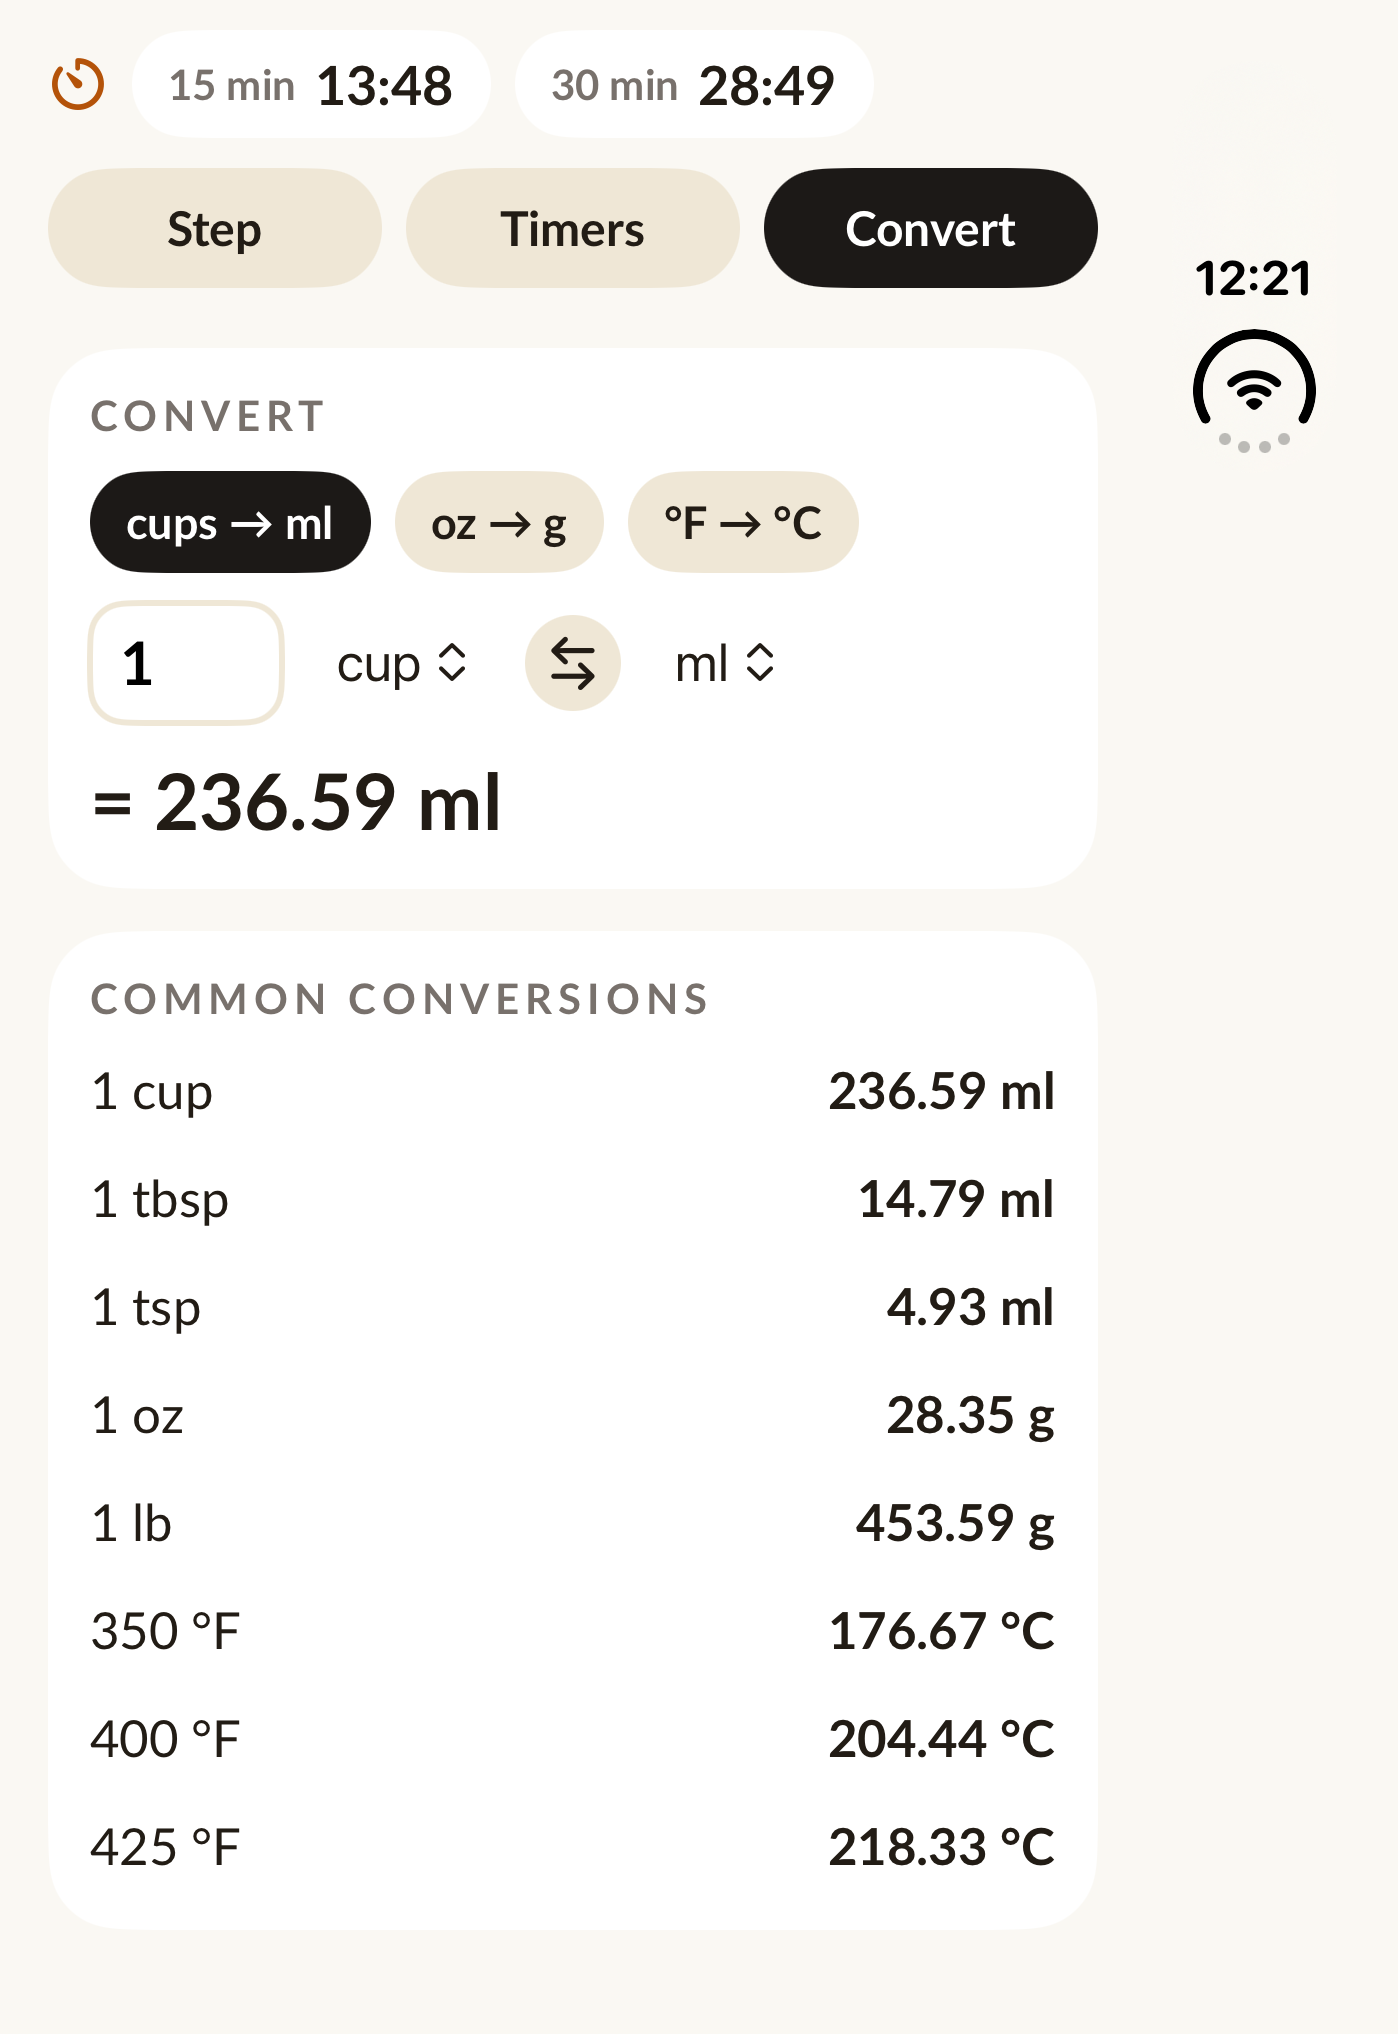 15 min 13:48 30 min 28:49
Step Timers Convert
12:21
CONVERT
cups → ml oz → g °F → °C
1 cup ml
= 236.59 ml
COMMON CONVERSIONS
1 cup 236.59 ml
1 tbsp 14.79 ml
1 tsp 4.93 ml
1 oz 28.35 g
1 lb 453.59 g
350 °F 176.67 °C
400 °F 204.44 °C
425 °F 218.33 °C